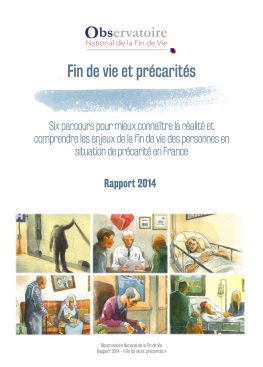 Observatoire
National de la Fin de Vie
Fin de vie et précarités
Six parcours pour mieux connaître la réalité et
comprendre les enjeux de la fin de vie des personnes en
situation de précarité en France
Rapport 2014
Observatoire National de la Fin de Vie
Rapport 2014 - « Fin de vie et précarités »